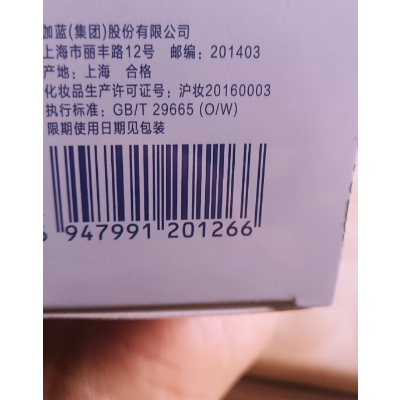 伽蓝(集团)股份有限公司
上海市丽丰路12号 邮编: 201403
产地: 上海 合格
化妆品生产许可证号: 沪妆20160003
执行标准: GB/T 29665 (O/W)
限期使用日期见包装
947991 201266